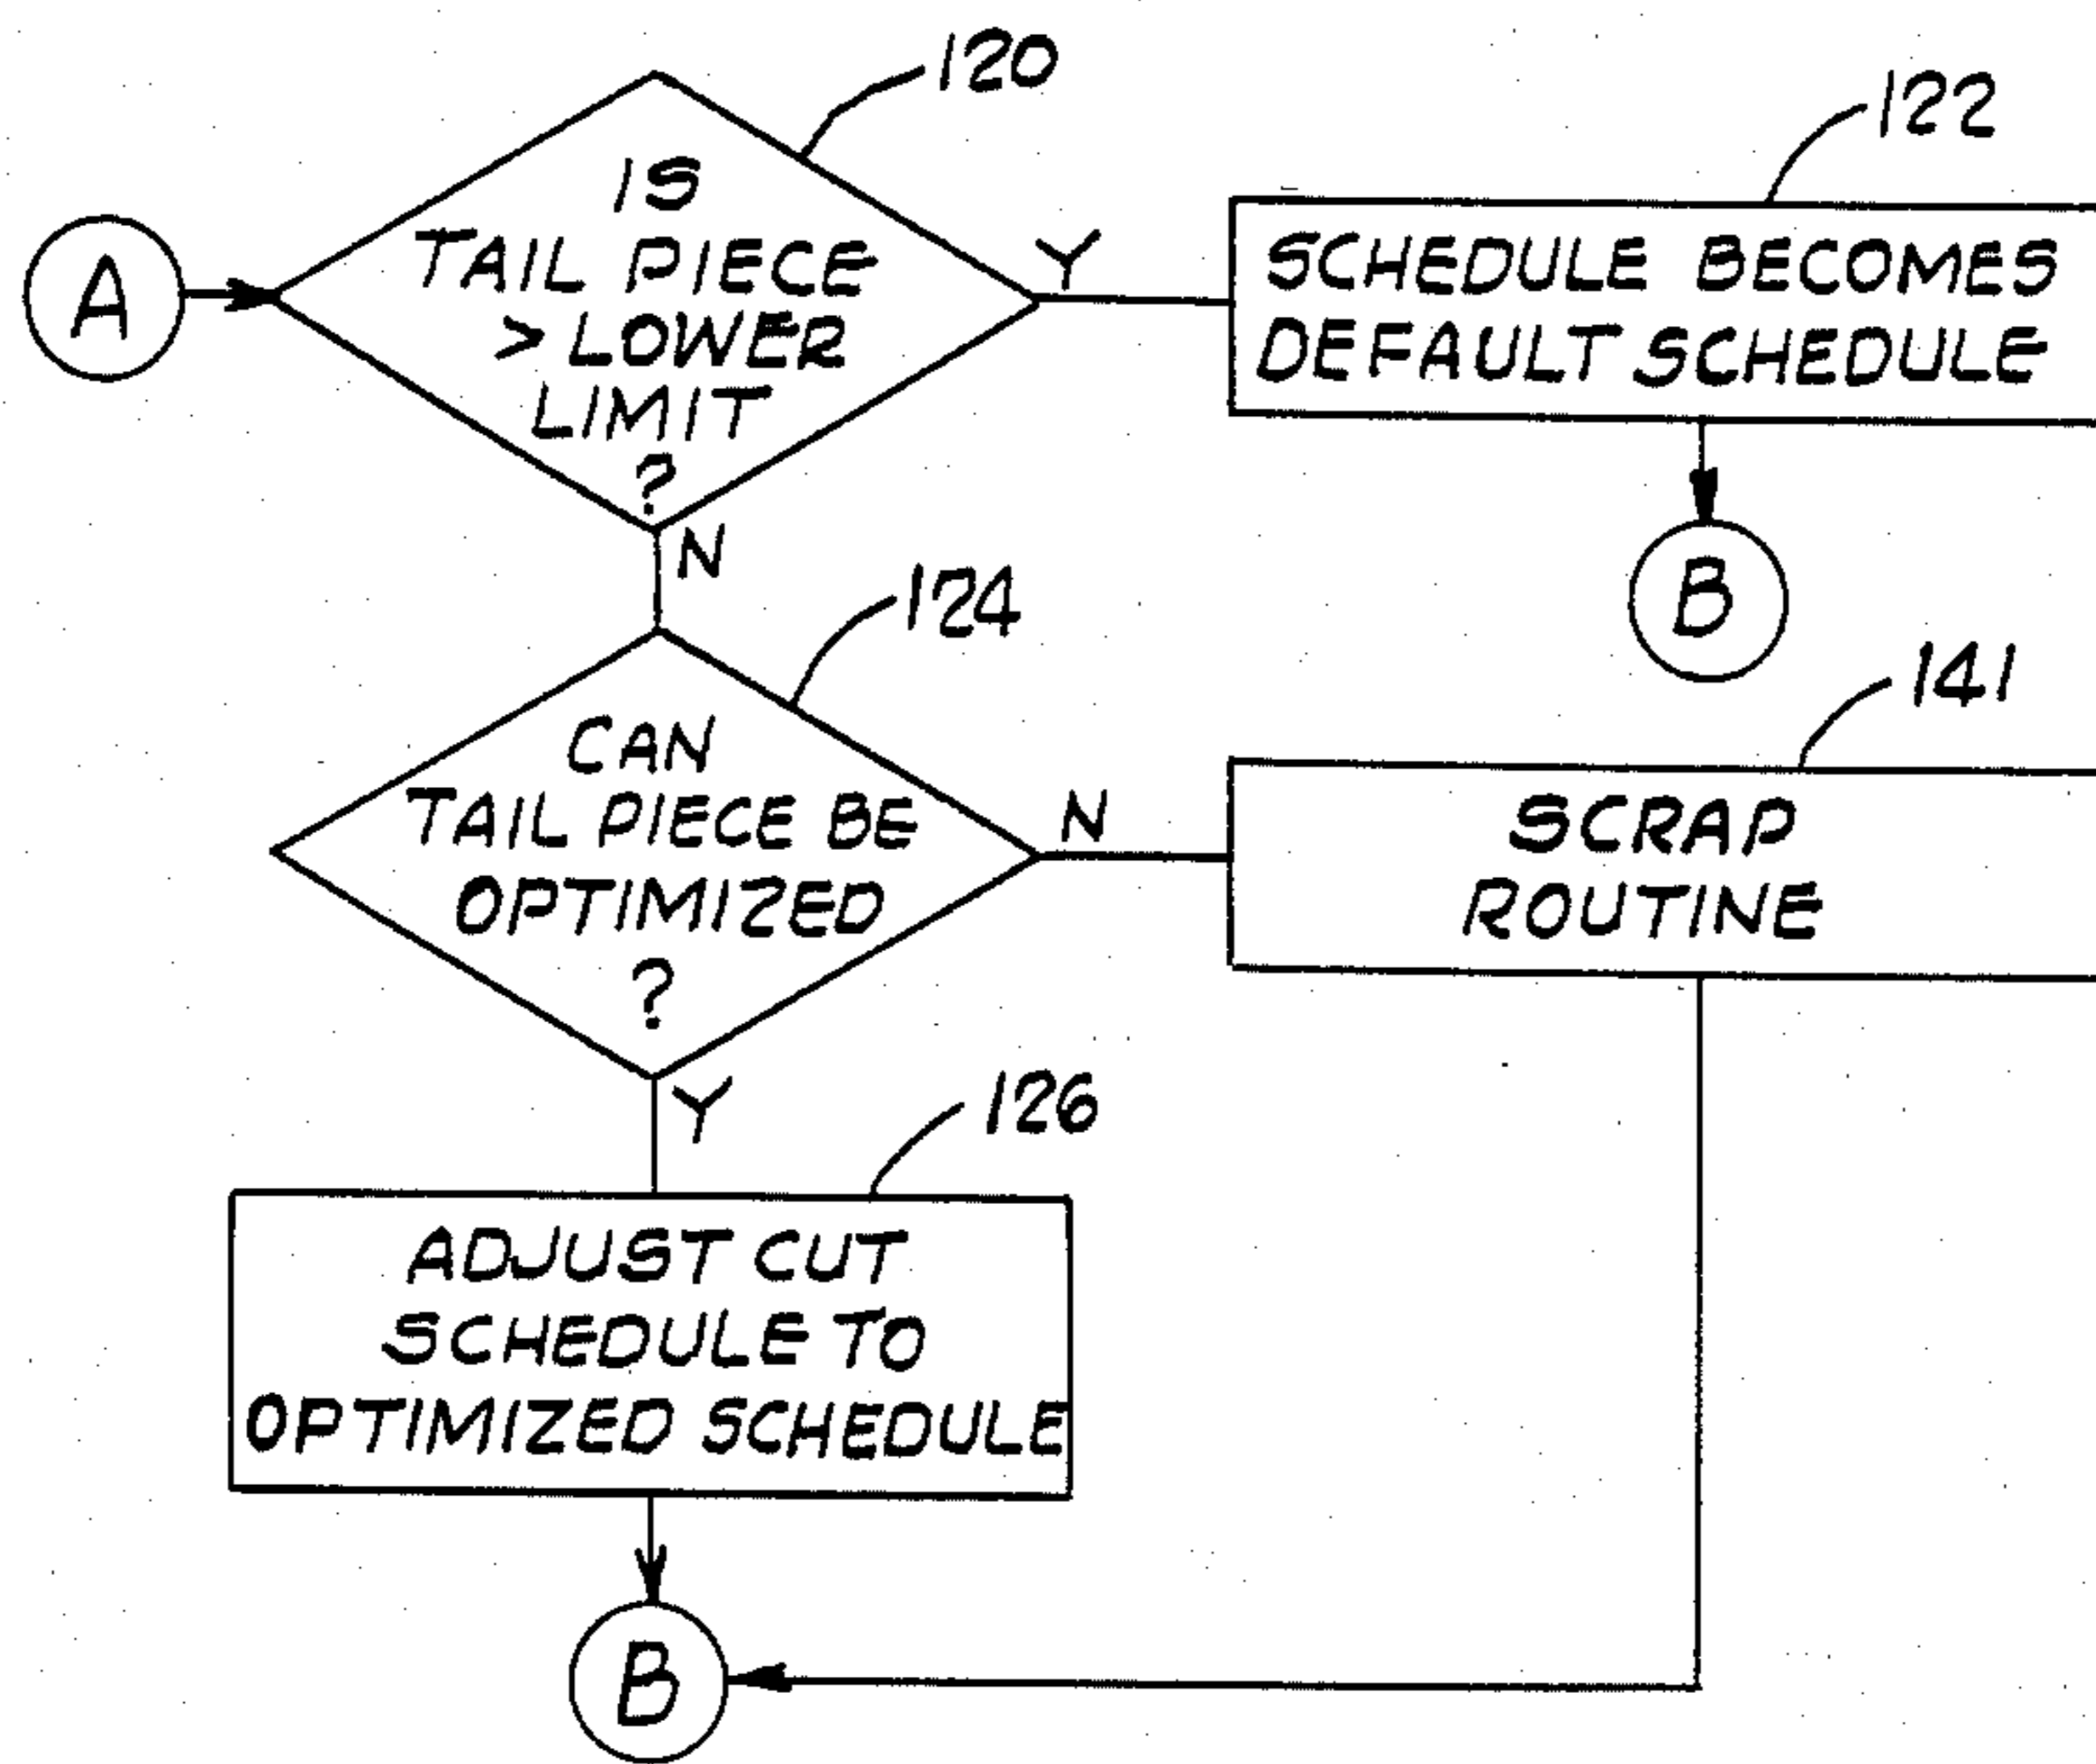 120
IS
TAIL PIECE
> LOWER
LIMIT
?
A
Y
122
SCHEDULE BECOMES
DEFAULT SCHEDULE
B
N
124
CAN
TAIL PIECE BE
OPTIMIZED
?
N
141
SCRAP
ROUTINE
Y
126
ADJUST CUT
SCHEDULE TO
OPTIMIZED SCHEDULE
B